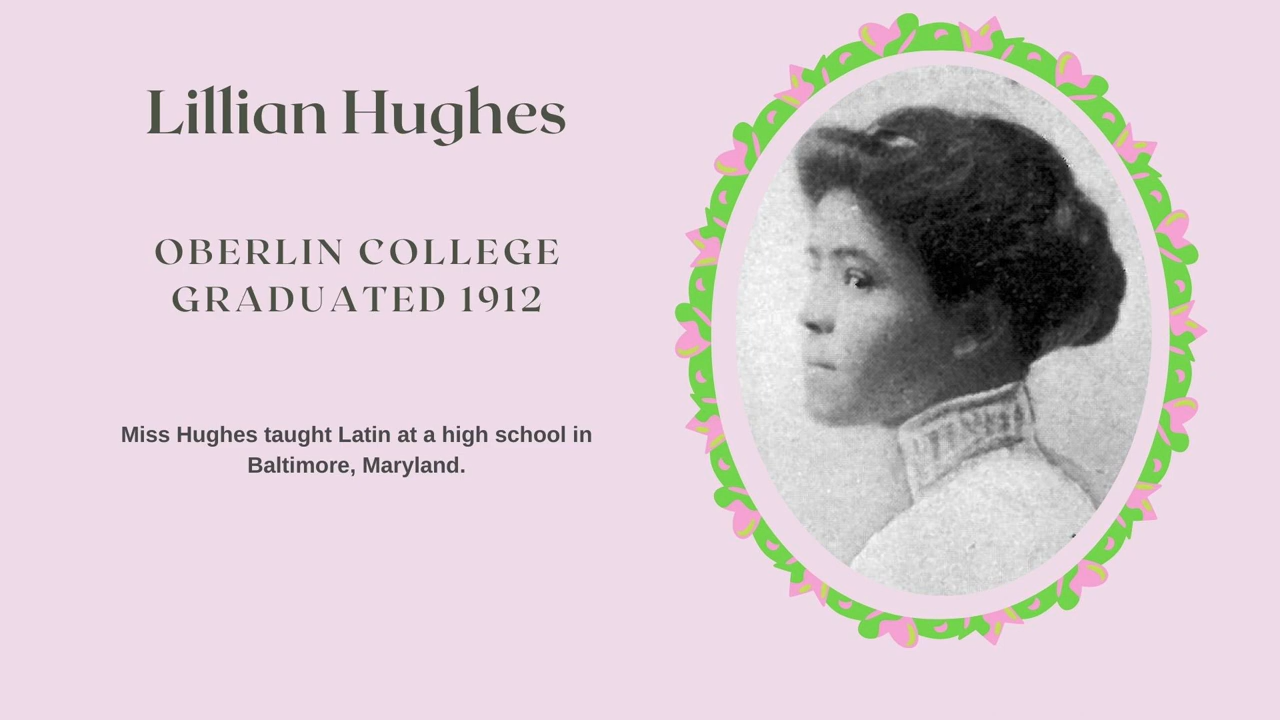 Lillian Hughes
OBERLIN COLLEGE
GRADUATED 1912
Miss Hughes taught Latin at a high school in
Baltimore, Maryland.